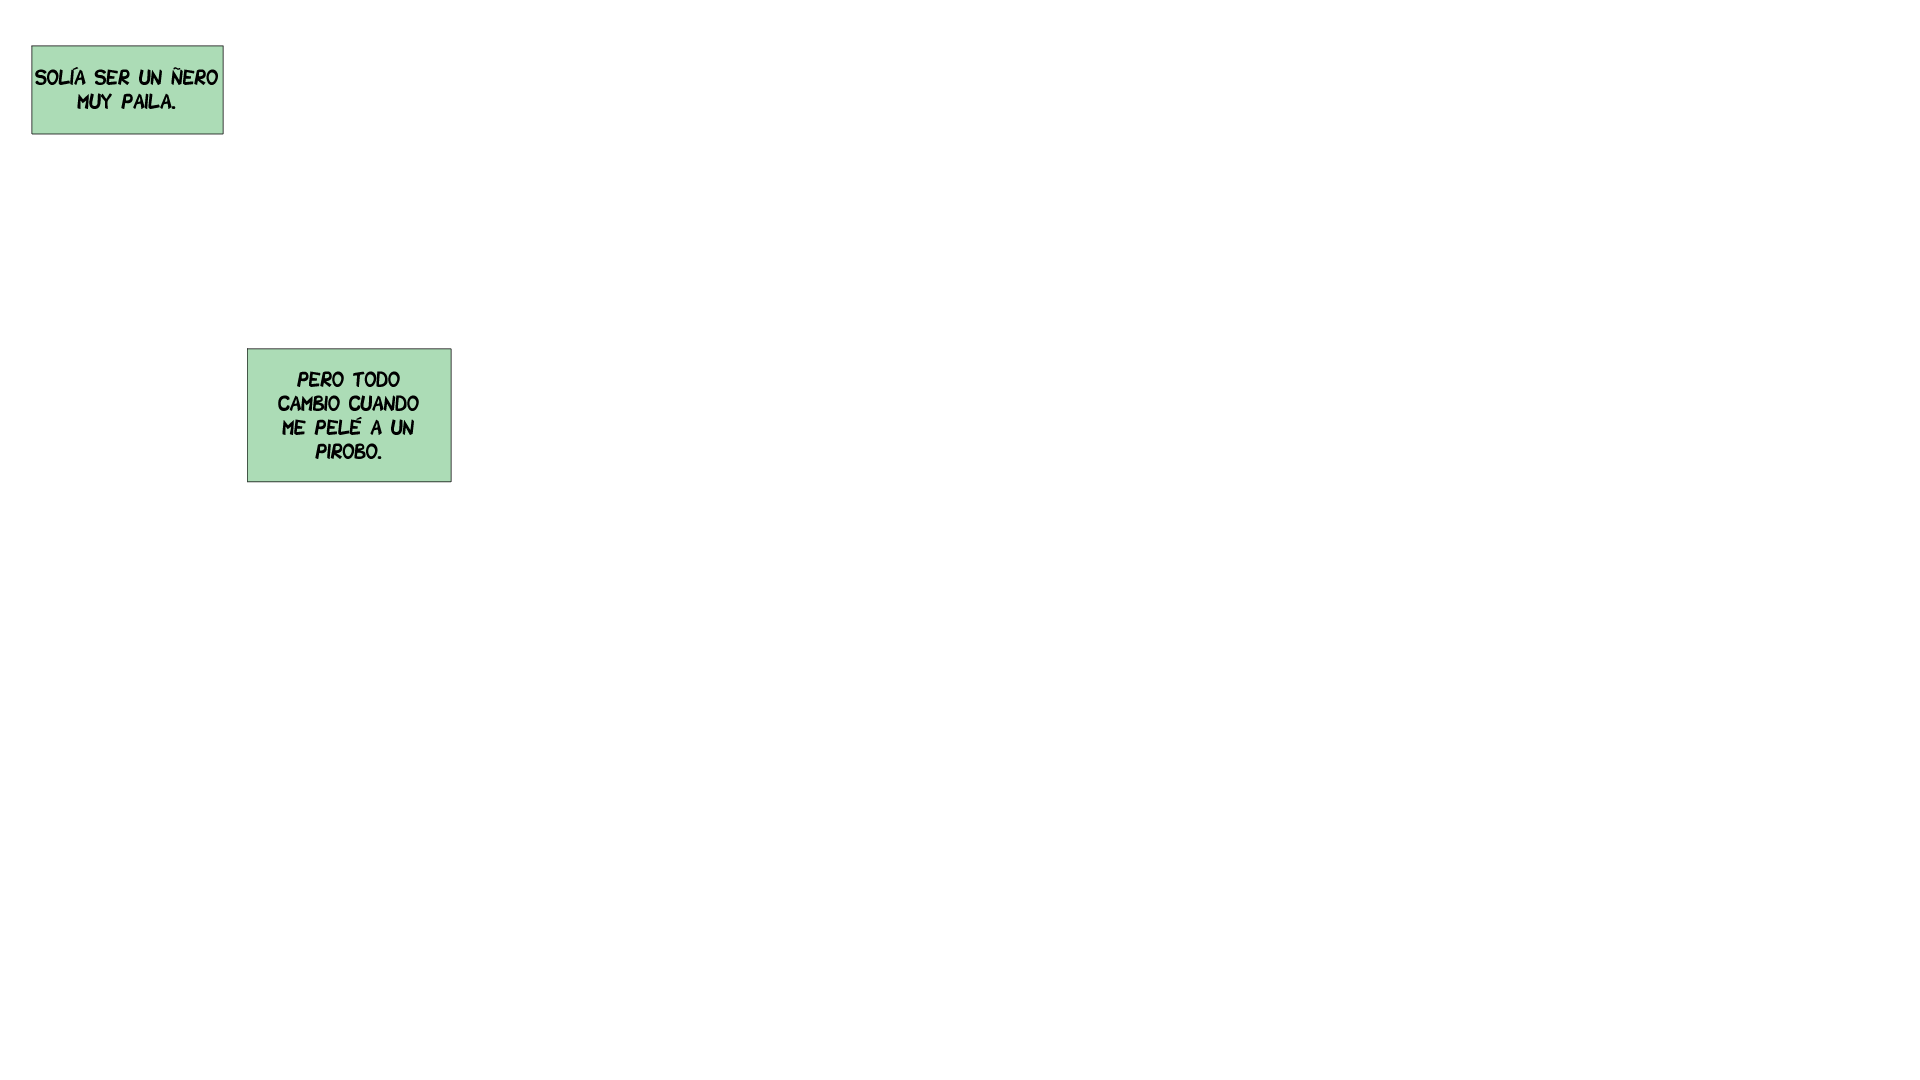 SOLÍA SER UN ÑERO
MUY PAILA.
PERO TODO
CAMBIO CUANDO
ME PELÉ A UN
PIROBO.